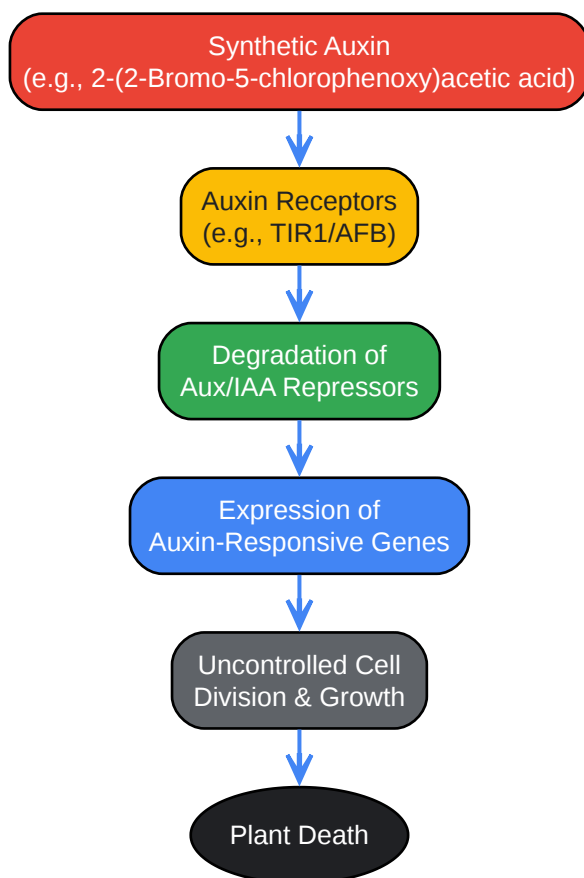 Synthetic Auxin
(e.g., 2-(2-Bromo-5-chlorophenoxy)acetic acid)
Auxin Receptors
(e.g., TIR1/AFB)
Degradation of
Aux/IAA Repressors
Expression of
Auxin-Responsive Genes
Uncontrolled Cell
Division & Growth
Plant Death